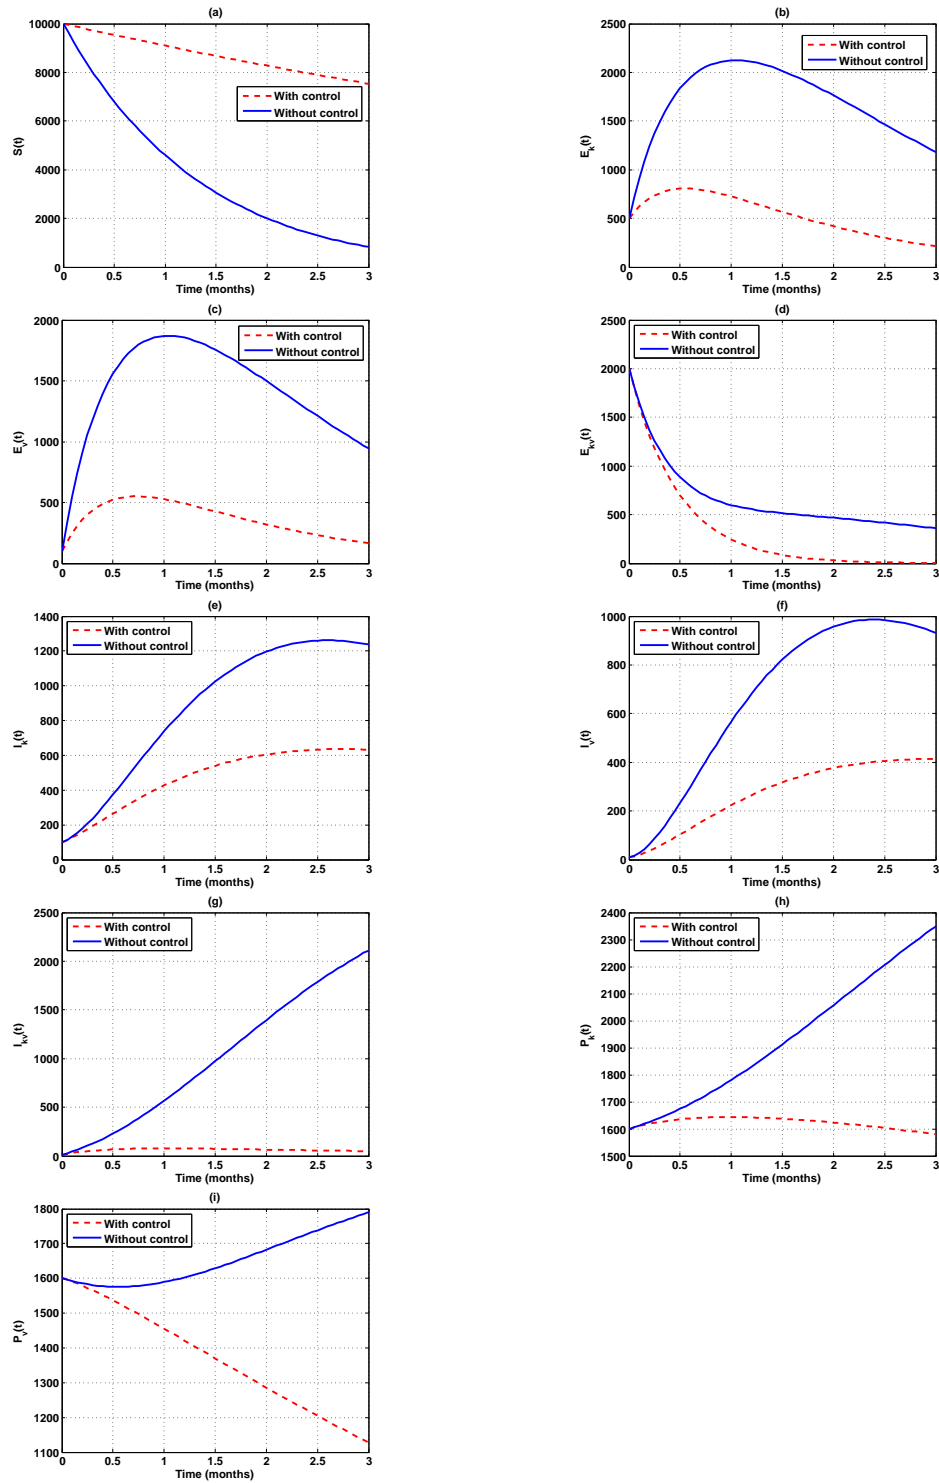 (a)
10000
8000
6000
4000
2000
0
S(t)
With control
Without control
0 0.5 1 1.5 2 2.5 3
Time (months)
(b)
2500
2000
1500
1000
500
0
E_k(t)
With control
Without control
0 0.5 1 1.5 2 2.5 3
Time (months)
(c)
2000
1500
1000
500
0
E_v(t)
With control
Without control
0 0.5 1 1.5 2 2.5 3
Time (months)
(d)
2500
2000
1500
1000
500
0
E_kv(t)
With control
Without control
0 0.5 1 1.5 2 2.5 3
Time (months)
(e)
1400
1200
1000
800
600
400
200
0
I_k(t)
With control
Without control
0 0.5 1 1.5 2 2.5 3
Time (months)
(f)
1000
800
600
400
200
0
I_v(t)
With control
Without control
0 0.5 1 1.5 2 2.5 3
Time (months)
(g)
2500
2000
1500
1000
500
0
I_kv(t)
With control
Without control
0 0.5 1 1.5 2 2.5 3
Time (months)
(h)
2400
2300
2200
2100
2000
1900
1800
1700
1600
1500
P_k(t)
With control
Without control
0 0.5 1 1.5 2 2.5 3
Time (months)
(i)
1800
1700
1600
1500
1400
1300
1200
1100
P_v(t)
With control
Without control
0 0.5 1 1.5 2 2.5 3
Time (months)